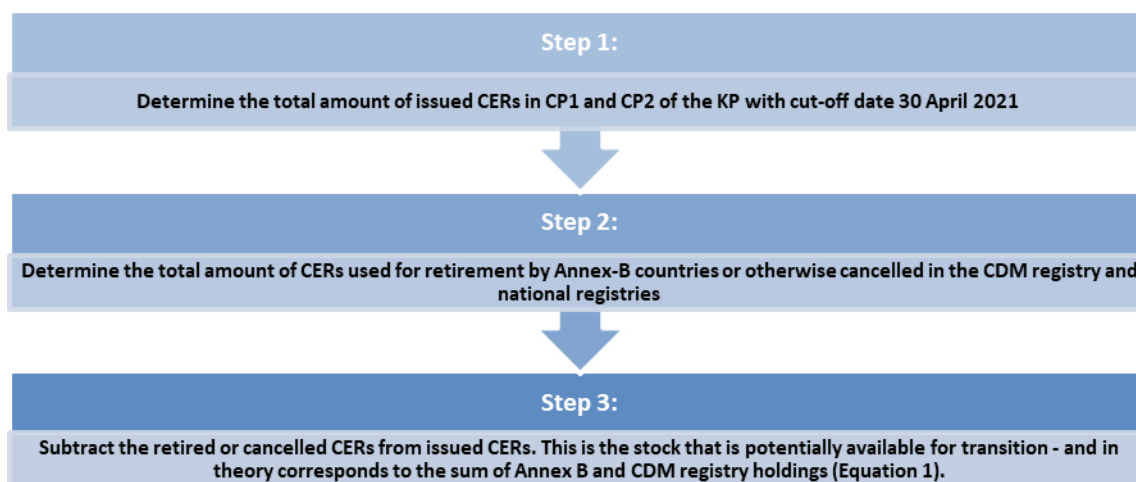 Step 1:
Determine the total amount of issued CERs in CP1 and CP2 of the KP with cut-off date 30 April 2021
Step 2:
Determine the total amount of CERs used for retirement by Annex-B countries or otherwise cancelled in the CDM registry and
national registries
Step 3:
Subtract the retired or cancelled CERs from issued CERs. This is the stock that is potentially available for transition - and in
theory corresponds to the sum of Annex B and CDM registry holdings (Equation 1).